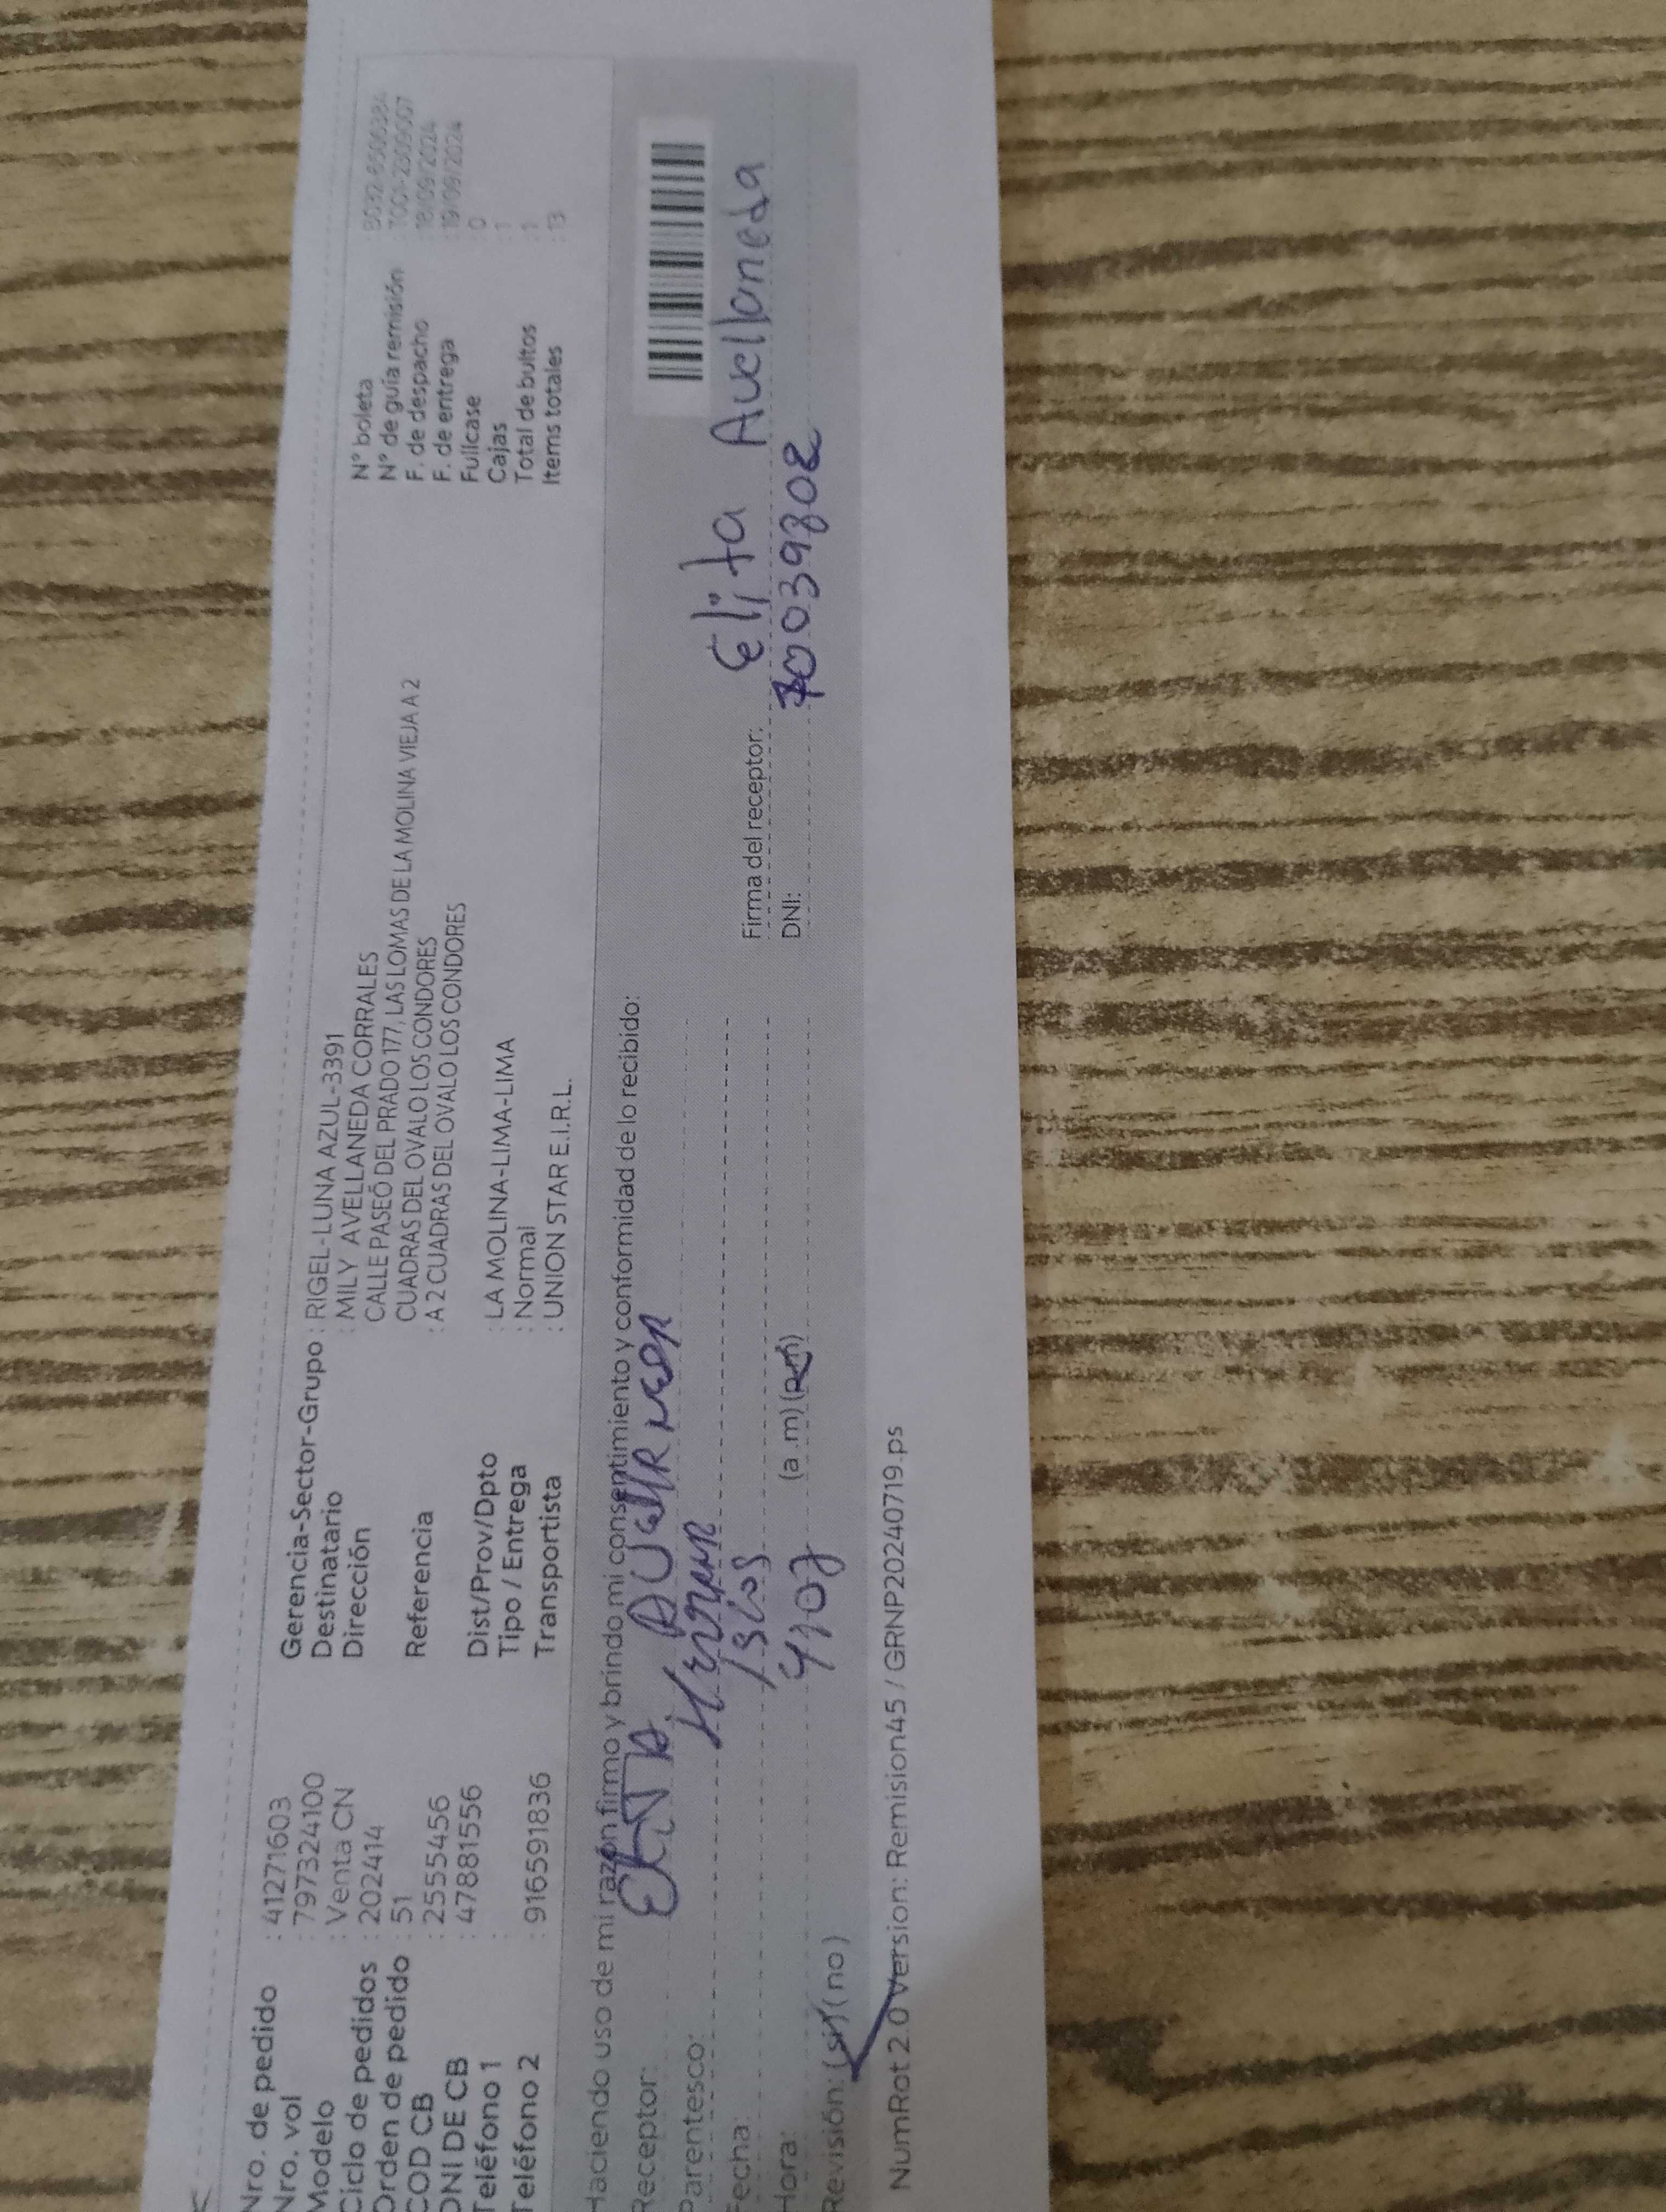 Nro. de pedido : 41271603
Nro. vol : 797324100
Modelo : Venta CN
Ciclo de pedidos : 202414
Orden de pedido : 51
COD CB : 25555456
DNI DE CB : 47881556
Teléfono 1 :
Teléfono 2 : 916591836
Gerencia-Sector-Grupo : RIGEL-LUNA AZUL-3391
Destinatario : MILY AVELLANEDA CORRALES
Dirección CALLE PASEÓ DEL PRADO 177, LAS LOMAS DE LA MOLINA VIEJA A 2
CUADRAS DEL OVALO LOS CONDORES
Referencia : A 2 CUADRAS DEL OVALO LOS CONDORES
Dist/Prov/Dpto : LA MOLINA-LIMA-LIMA
Tipo / Entrega : Normal
Transportista : UNION STAR E.I.R.L.
N° boleta
N° de guía remisión
F. de despacho : 18/09/2024
F. de entrega : 19/09/2024
Fullcase : 0
Cajas : 1
Total de bultos : 1
Items totales : 13
Haciendo uso de mi razón firmo y brindo mi consentimiento y conformidad de lo recibido:
Receptor:
Parentesco:
Fecha:
Hora: (a.m) (p.m)
Revisión: (si) (no)
Firma del receptor: Elita Avellaneda
DNI: 70039802
NumRot 2.0 Version: Remision45 / GRNP20240719.ps